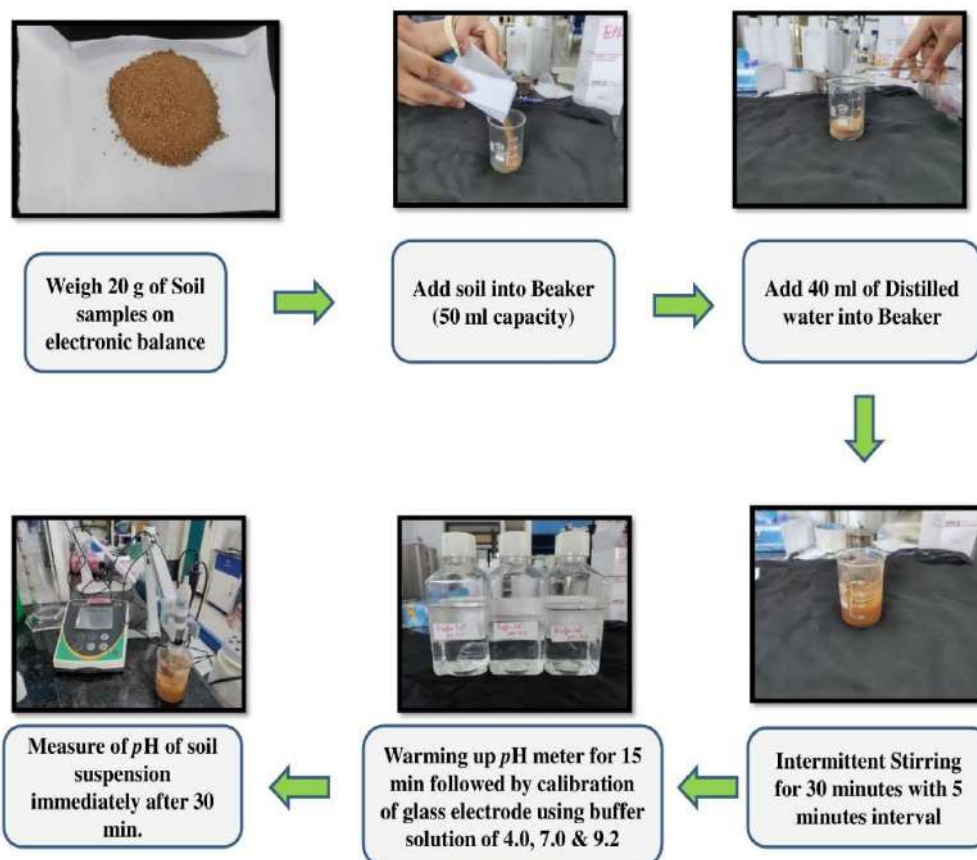 Weigh 20 g of Soil
samples on
electronic balance
Add soil into Beaker
(50 ml capacity)
Add 40 ml of Distilled
water into Beaker
Intermittent Stirring
for 30 minutes with 5
minutes interval
Warming up pH meter for 15
min followed by calibration
of glass electrode using buffer
solution of 4.0, 7.0 & 9.2
Measure of pH of soil
suspension
immediately after 30
min.